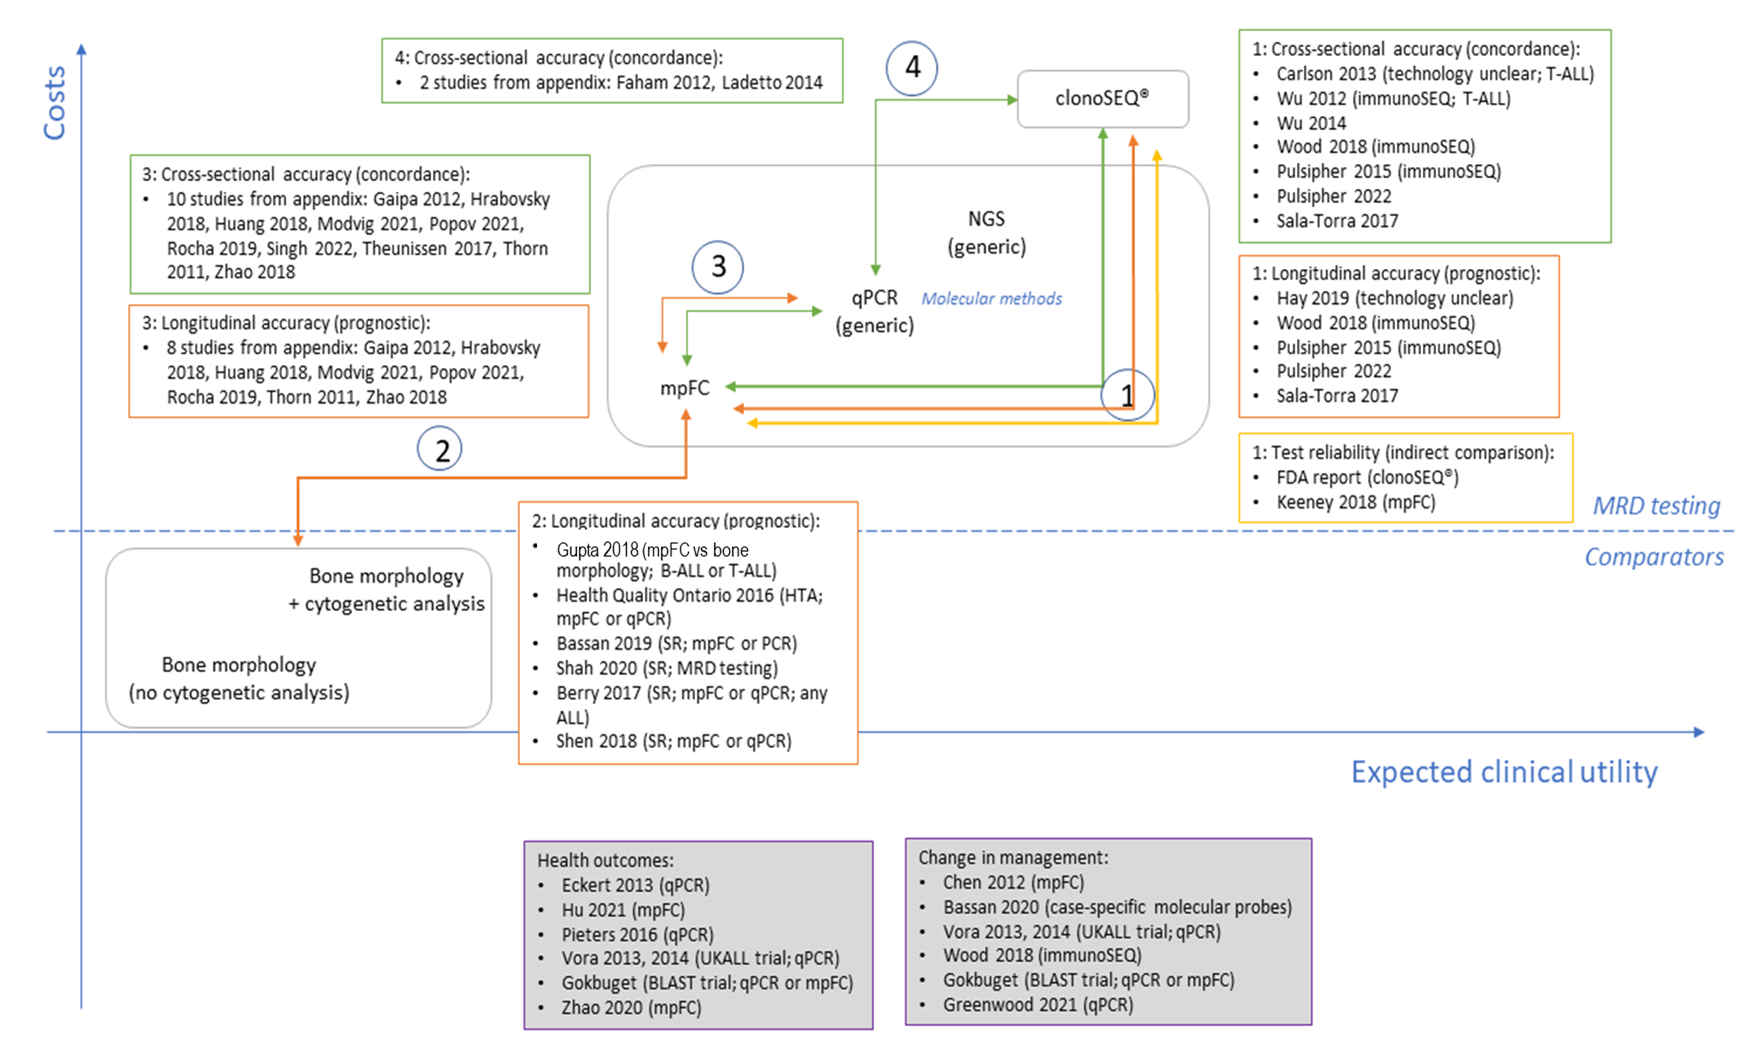 Costs
4: Cross-sectional accuracy (concordance):
• 2 studies from appendix: Faham 2012, Ladetto 2014
4
clonoSEQ®
1: Cross-sectional accuracy (concordance):
• Carlson 2013 (technology unclear; T-ALL)
• Wu 2012 (immunoSEQ; T-ALL)
• Wu 2014
• Wood 2018 (immunoSEQ)
• Pulsipher 2015 (immunoSEQ)
• Pulsipher 2022
• Sala-Torra 2017
3: Cross-sectional accuracy (concordance):
• 10 studies from appendix: Gaipa 2012, Hrabovsky
2018, Huang 2018, Modvig 2021, Popov 2021,
Rocha 2019, Singh 2022, Theunissen 2017, Thorn
2011, Zhao 2018
NGS
(generic)
3
qPCR
(generic)
Molecular methods
mpFC
1
1: Longitudinal accuracy (prognostic):
• Hay 2019 (technology unclear)
• Wood 2018 (immunoSEQ)
• Pulsipher 2015 (immunoSEQ)
• Pulsipher 2022
• Sala-Torra 2017
3: Longitudinal accuracy (prognostic):
• 8 studies from appendix: Gaipa 2012, Hrabovsky
2018, Huang 2018, Modvig 2021, Popov 2021,
Rocha 2019, Thorn 2011, Zhao 2018
2
1: Test reliability (indirect comparison):
• FDA report (clonoSEQ®)
• Keeney 2018 (mpFC)
MRD testing
Comparators
2: Longitudinal accuracy (prognostic):
• Gupta 2018 (mpFC vs bone
morphology; B-ALL or T-ALL)
• Health Quality Ontario 2016 (HTA;
mpFC or qPCR)
• Bassan 2019 (SR; mpFC or PCR)
• Shah 2020 (SR; MRD testing)
• Berry 2017 (SR; mpFC or qPCR; any
ALL)
• Shen 2018 (SR; mpFC or qPCR)
Bone morphology
+ cytogenetic analysis
Bone morphology
(no cytogenetic analysis)
Expected clinical utility
Health outcomes:
• Eckert 2013 (qPCR)
• Hu 2021 (mpFC)
• Pieters 2016 (qPCR)
• Vora 2013, 2014 (UKALL trial; qPCR)
• Gokbuget (BLAST trial; qPCR or mpFC)
• Zhao 2020 (mpFC)
Change in management:
• Chen 2012 (mpFC)
• Bassan 2020 (case-specific molecular probes)
• Vora 2013, 2014 (UKALL trial; qPCR)
• Wood 2018 (immunoSEQ)
• Gokbuget (BLAST trial; qPCR or mpFC)
• Greenwood 2021 (qPCR)